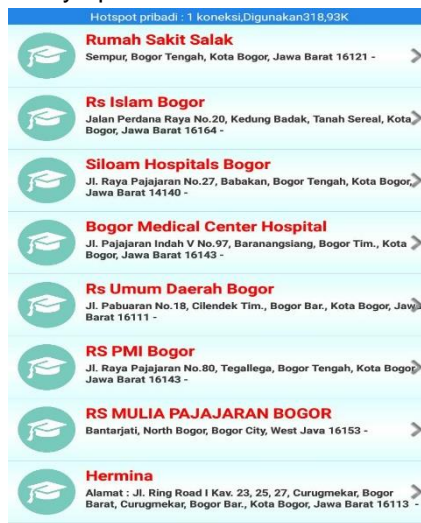 Hotspot pribadi : 1 koneksi,Digunakan318,93K
Rumah Sakit Salak
Sempur, Bogor Tengah, Kota Bogor, Jawa Barat 16121 -
Rs Islam Bogor
Jalan Perdana Raya No.20, Kedung Badak, Tanah Sereal, Kota
Bogor, Jawa Barat 16164 -
Siloam Hospitals Bogor
Jl. Raya Pajajaran No.27, Babakan, Bogor Tengah, Kota Bogor,
Jawa Barat 14140 -
Bogor Medical Center Hospital
Jl. Pajajaran Indah V No.97, Baranangsiang, Bogor Tim., Kota
Bogor, Jawa Barat 16143 -
Rs Umum Daerah Bogor
Jl. Pabuaran No.18, Cilendek Tim., Bogor Bar., Kota Bogor, Jawa
Barat 16111 -
RS PMI Bogor
Jl. Raya Pajajaran No.80, Tegallega, Bogor Tengah, Kota Bogor
Jawa Barat 16143 -
RS MULIA PAJAJARAN BOGOR
Bantarjati, North Bogor, Bogor City, West Java 16153 -
Hermina
Alamat : Jl. Ring Road I Kav. 23, 25, 27, Curugmekar, Bogor
Barat, Curugmekar, Bogor Bar., Kota Bogor, Jawa Barat 16113 -